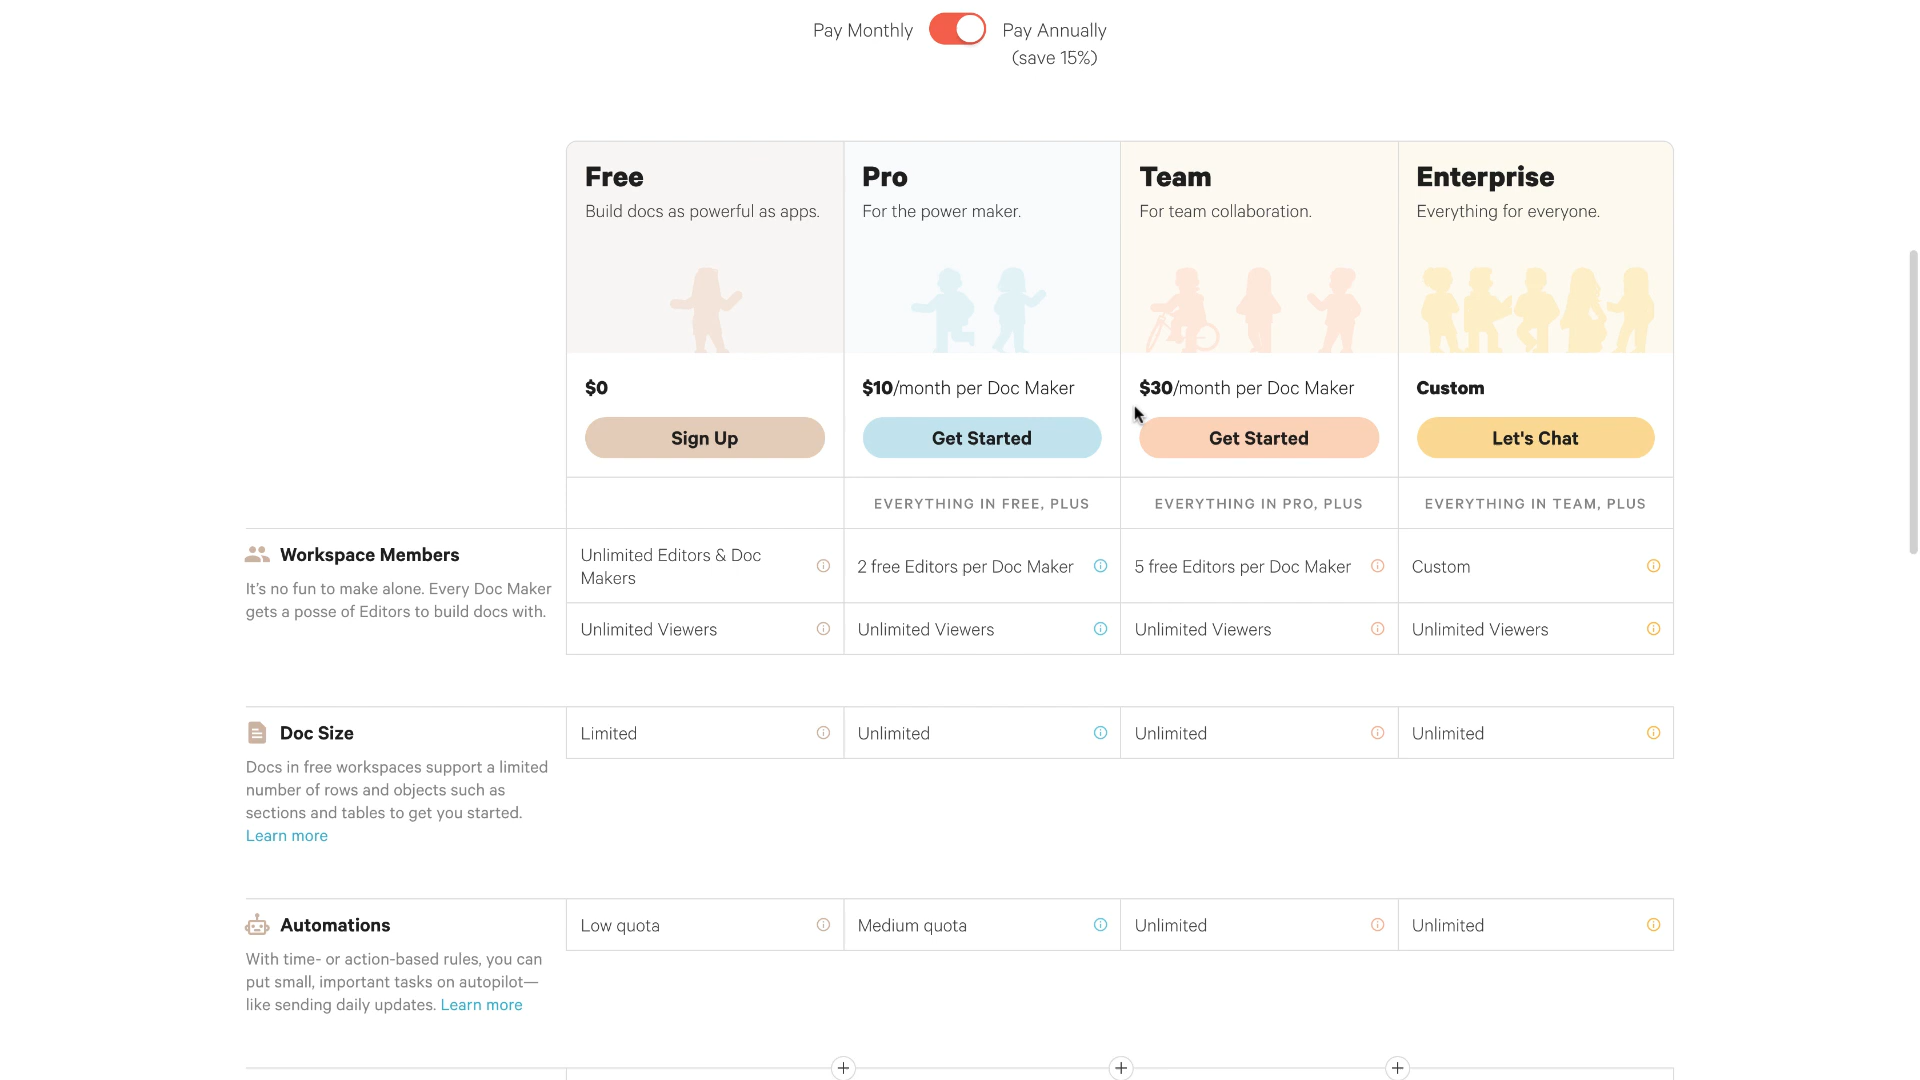 Pay Monthly
Pay Annually
(save 15%)
Free
Build docs as powerful as apps.
Pro
For the power maker.
Team
For team collaboration.
Enterprise
Everything for everyone.
$0
$10/month per Doc Maker
$30/month per Doc Maker
Custom
Sign Up
Get Started
Get Started
Let's Chat
EVERYTHING IN FREE, PLUS
EVERYTHING IN PRO, PLUS
EVERYTHING IN TEAM, PLUS
Workspace Members
It's no fun to make alone. Every Doc Maker
gets a posse of Editors to build docs with.
Unlimited Editors & Doc
Makers
2 free Editors per Doc Maker
5 free Editors per Doc Maker
Custom
Unlimited Viewers
Unlimited Viewers
Unlimited Viewers
Unlimited Viewers
Doc Size
Docs in free workspaces support a limited
number of rows and objects such as
sections and tables to get you started.
Learn more
Limited
Unlimited
Unlimited
Unlimited
Automations
With time- or action-based rules, you can
put small, important tasks on autopilot—
like sending daily updates. Learn more
Low quota
Medium quota
Unlimited
Unlimited